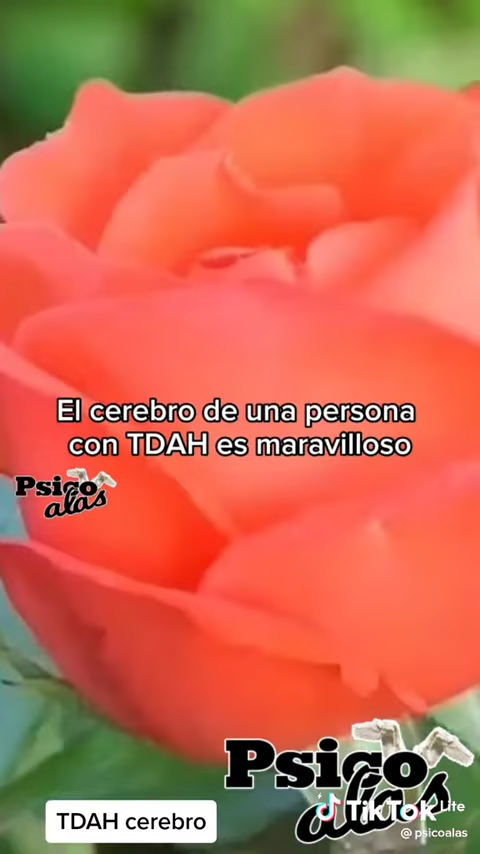 El cerebro de una persona
con TDAH es maravilloso
Psico
alas
Psico
alas
TikTok Lite
@psicoalas
TDAH cerebro